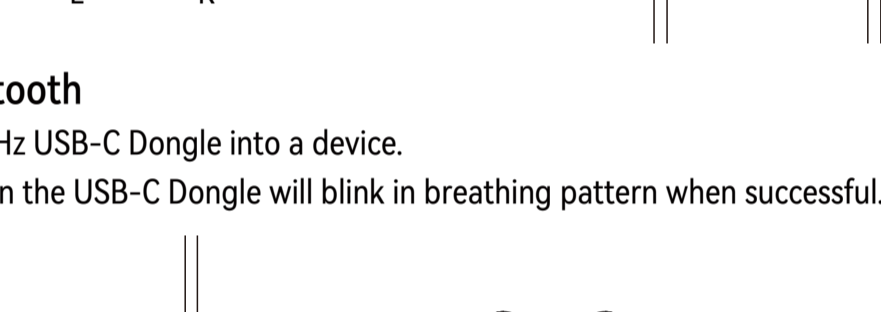 tooth
Hz USB-C Dongle into a device.
n the USB-C Dongle will blink in breathing pattern when successful.